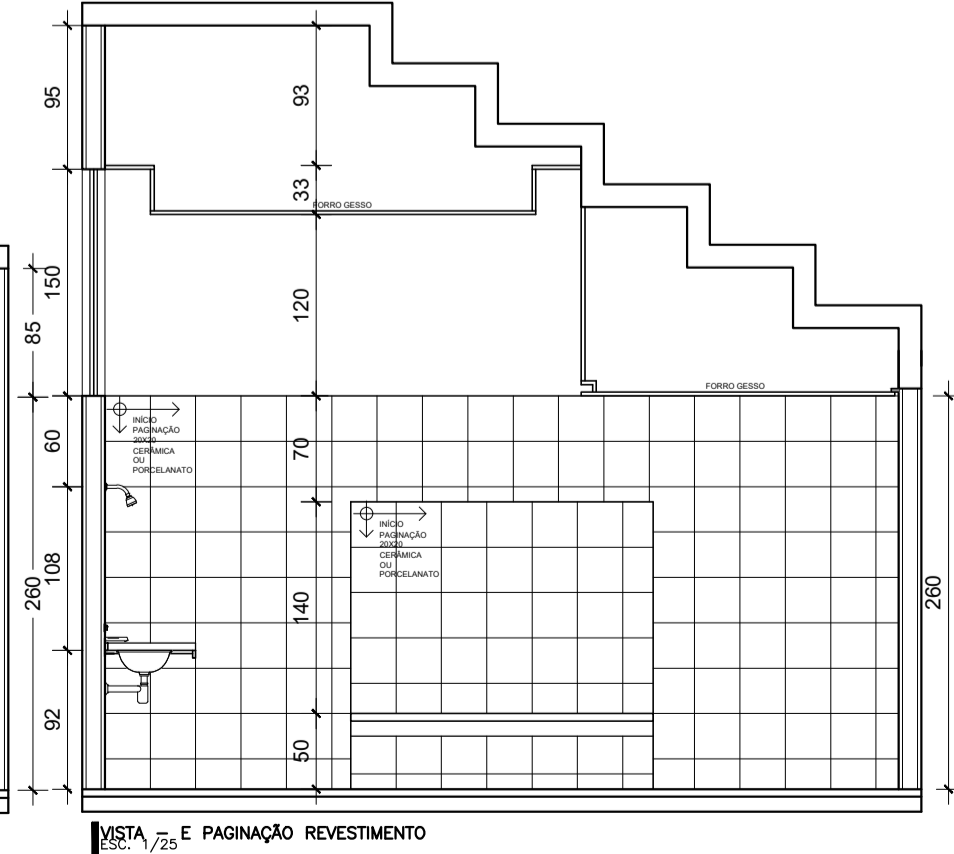 95
93
33
FORRO GESSO
150
85
120
FORRO GESSO
INÍCIO
PAGINAÇÃO
20X20
CERÂMICA
OU
PORCELANATO
60
70
INÍCIO
PAGINAÇÃO
20X20
CERÂMICA
OU
PORCELANATO
108
260
140
260
92
50
VISTA - E PAGINAÇÃO REVESTIMENTO
ESC. 1/25